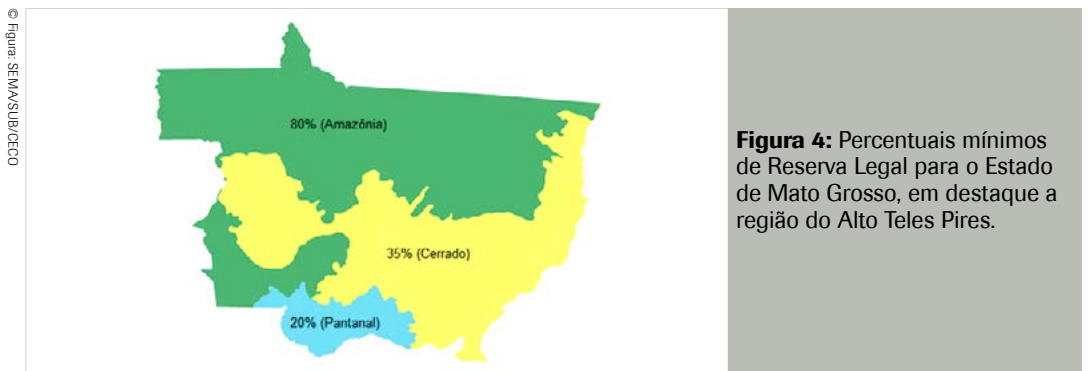 © Figura: SEMA/SUB/CECO
80% (Amazônia)
35% (Cerrado)
20% (Pantanal)
Figura 4: Percentuais mínimos
de Reserva Legal para o Estado
de Mato Grosso, em destaque a
região do Alto Teles Pires.